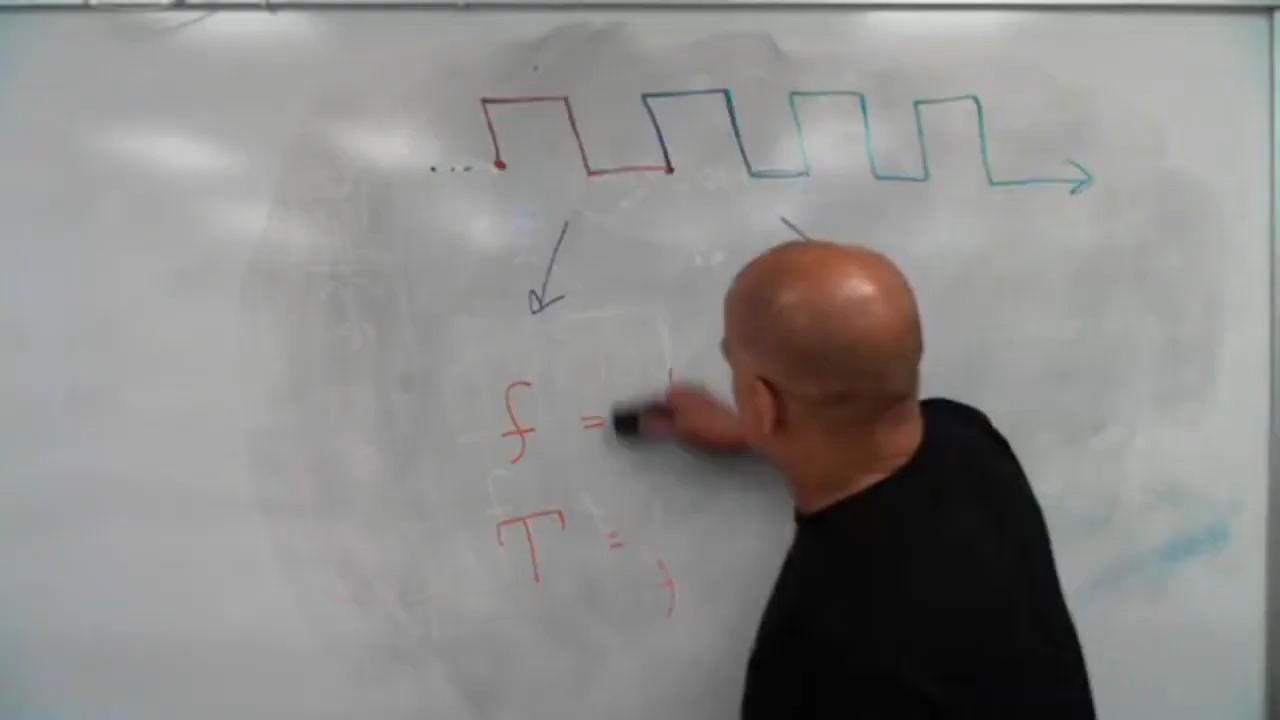 f =
T =